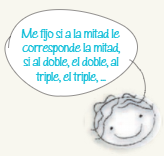 Me fijo si a la mitad le
corresponde la mitad,
si al doble, el doble, al
triple, el triple, ...